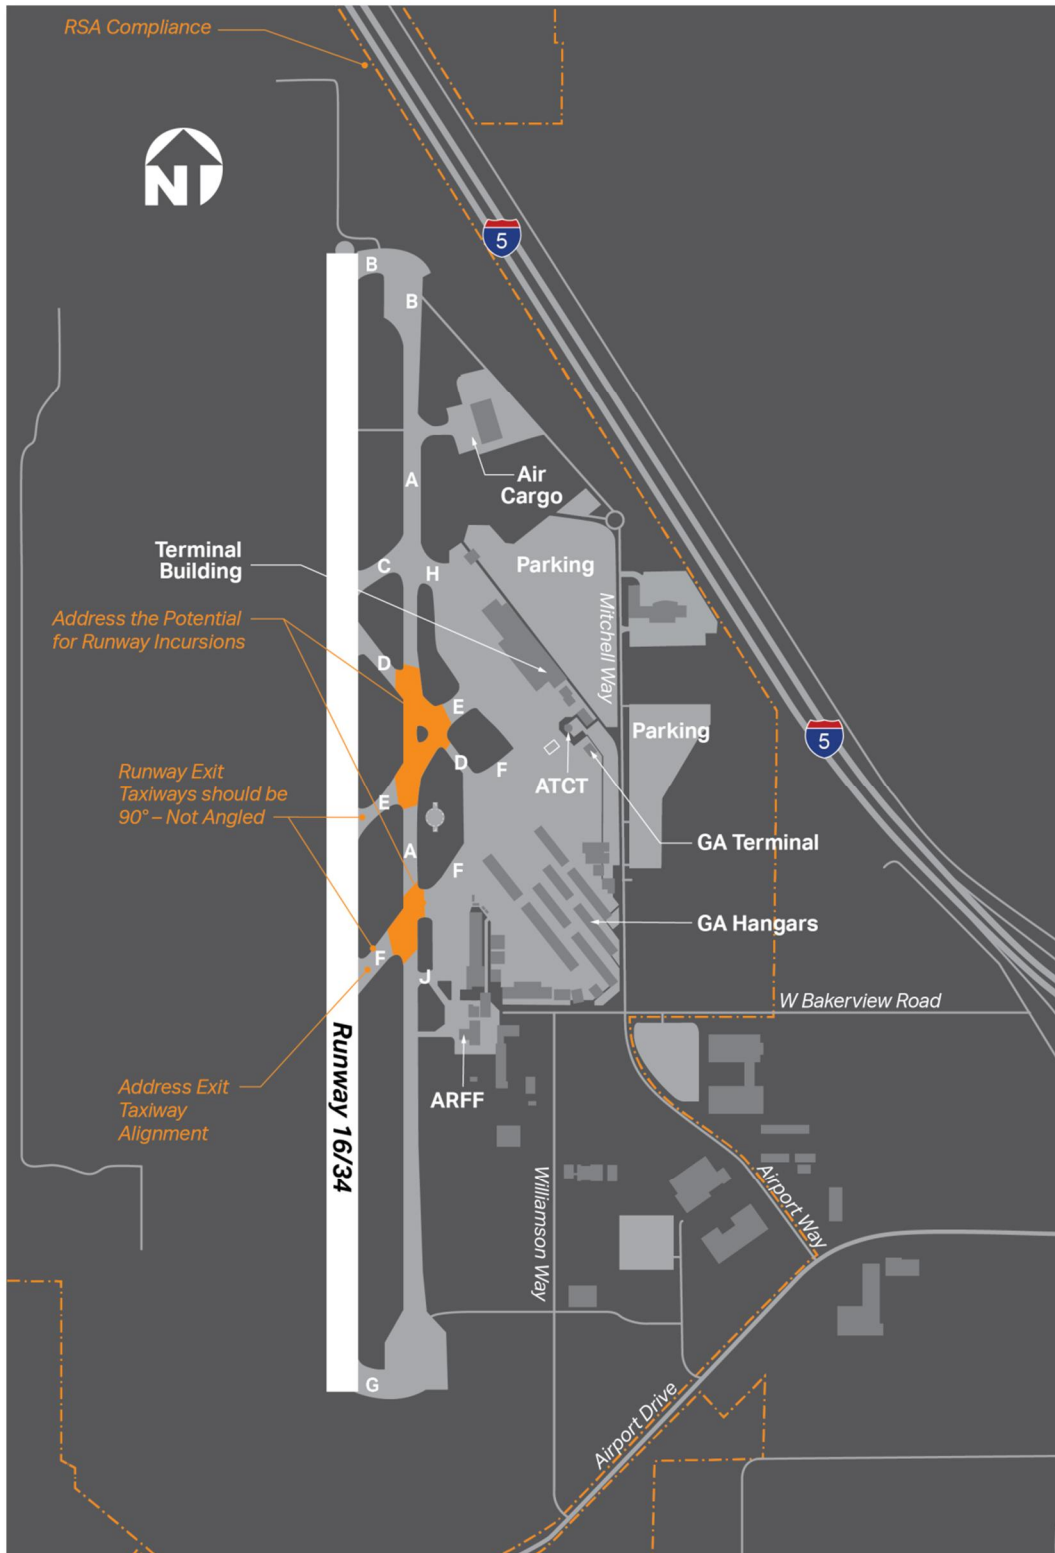 RSA Compliance
N
5
B
B
A
Air
Cargo
Terminal
Building
Parking
C
H
Mitchell Way
Address the Potential
for Runway Incursions
D
E
Parking
5
D
F
ATCT
Runway Exit
Taxiways should be
90° – Not Angled
E
A
F
GA Terminal
GA Hangars
F
J
W Bakerview Road
Runway 16/34
Address Exit
Taxiway
Alignment
ARFF
Williamson Way
Airport Way
G
Airport Drive